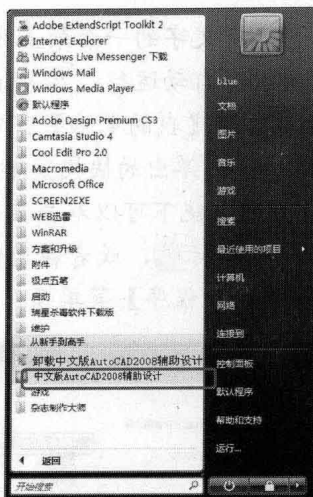 Adobe ExtendScript Toolkit 2
Internet Explorer
Windows Live Messenger 下载
Windows Mail
Windows Media Player
默认程序
Adobe Design Premium CS3
Camtasia Studio 4
Cool Edit Pro 2.0
Macromedia
Microsoft Office
SCREEN2EXE
WEB迅雷
WinRAR
方案和升级
附件
极点五笔
启动
瑞星杀毒软件下载版
维护
从新手到高手
卸载中文版AutoCAD2008辅助设计
中文版AutoCAD2008辅助设计
游戏
杂志制作大师
返回
开始搜索
blue
文档
图片
音乐
游戏
搜索
最近使用的项目
计算机
网络
连接到
控制面板
默认程序
帮助和支持
运行...